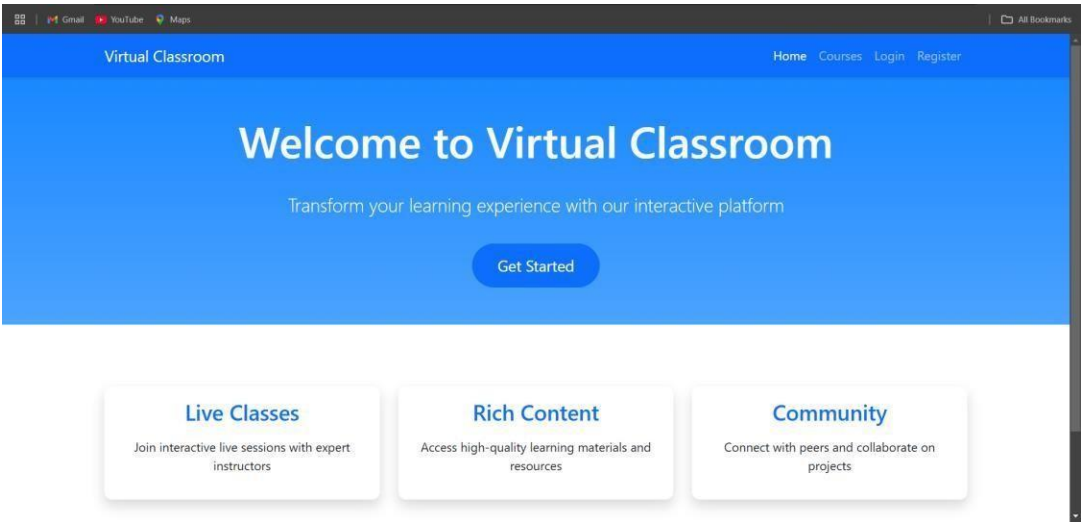 Gmail YouTube Maps All Bookmarks
Virtual Classroom Home Courses Login Register
Welcome to Virtual Classroom
Transform your learning experience with our interactive platform
Get Started
Live Classes
Join interactive live sessions with expert
instructors
Rich Content
Access high-quality learning materials and
resources
Community
Connect with peers and collaborate on
projects